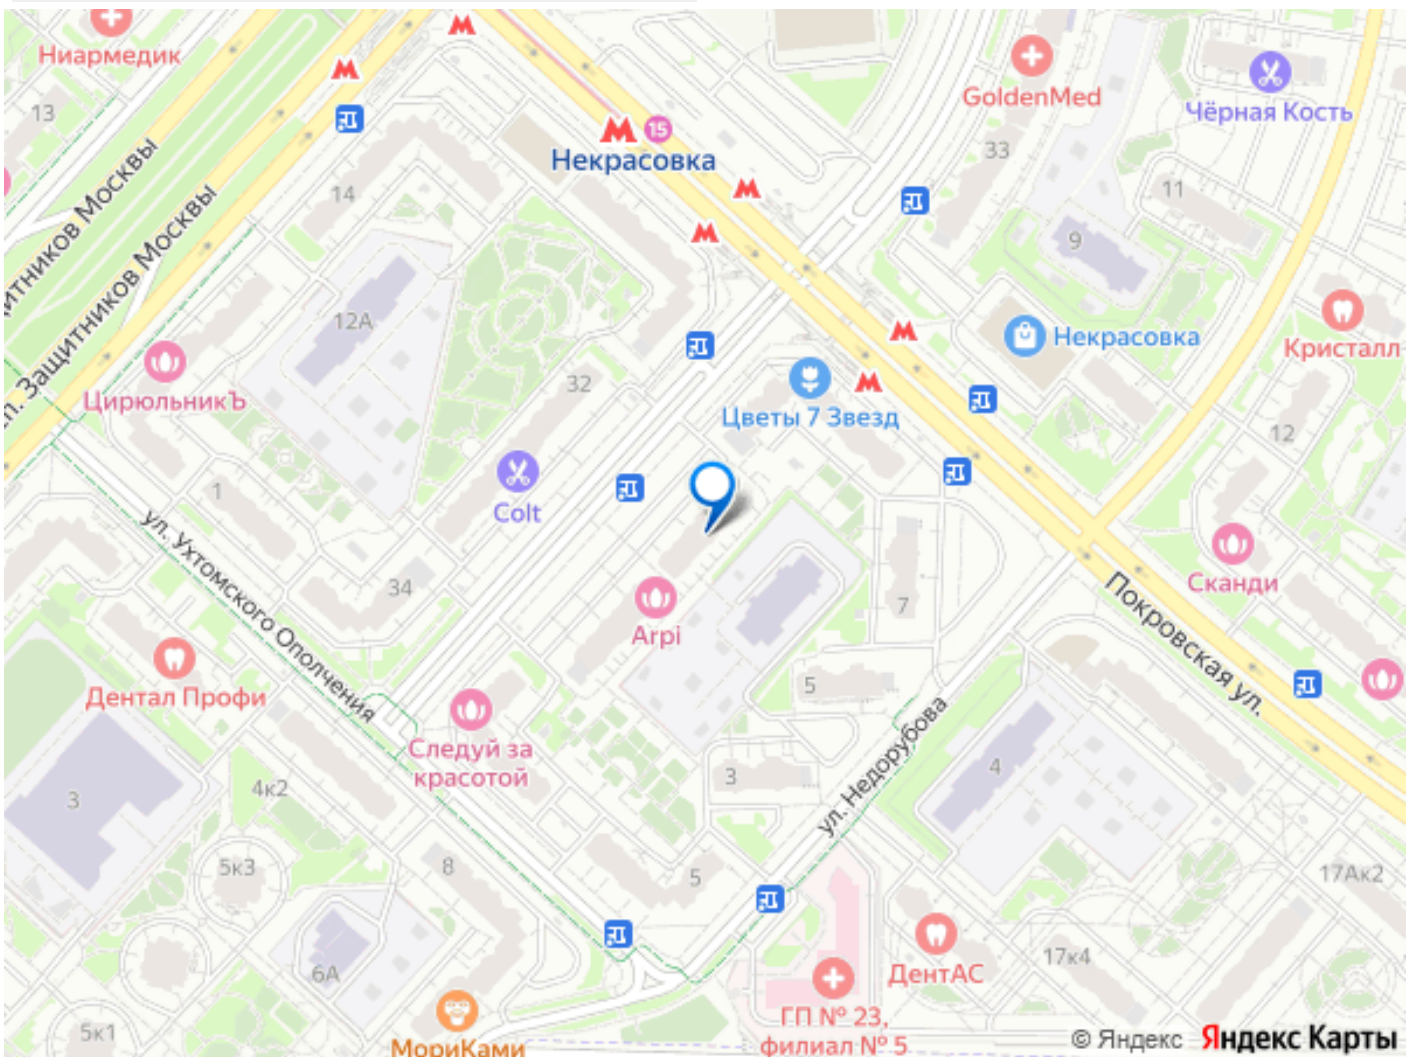 Ниармедик
13
GoldenMed
Чёрная Кость
15
Некрасовка
33
11
14
9
итников Москвы
п. Защитников Москвы
12А
Некрасовка
Кристалл
ЦирюльникЪ
32
Цветы 7 Звезд
12
1
Colt
ул. Ухтомского Ополчения
34
Arpi
7
Сканди
Покровская ул.
Дентал Профи
5
ул. Недорубова
Следуй за
красотой
3
4
3
4к2
5к3
8
5
17Ак2
6А
17к4
ДентАС
5к1
МориКами
ГП № 23,
филиал № 5
© Яндекс Яндекс Карты